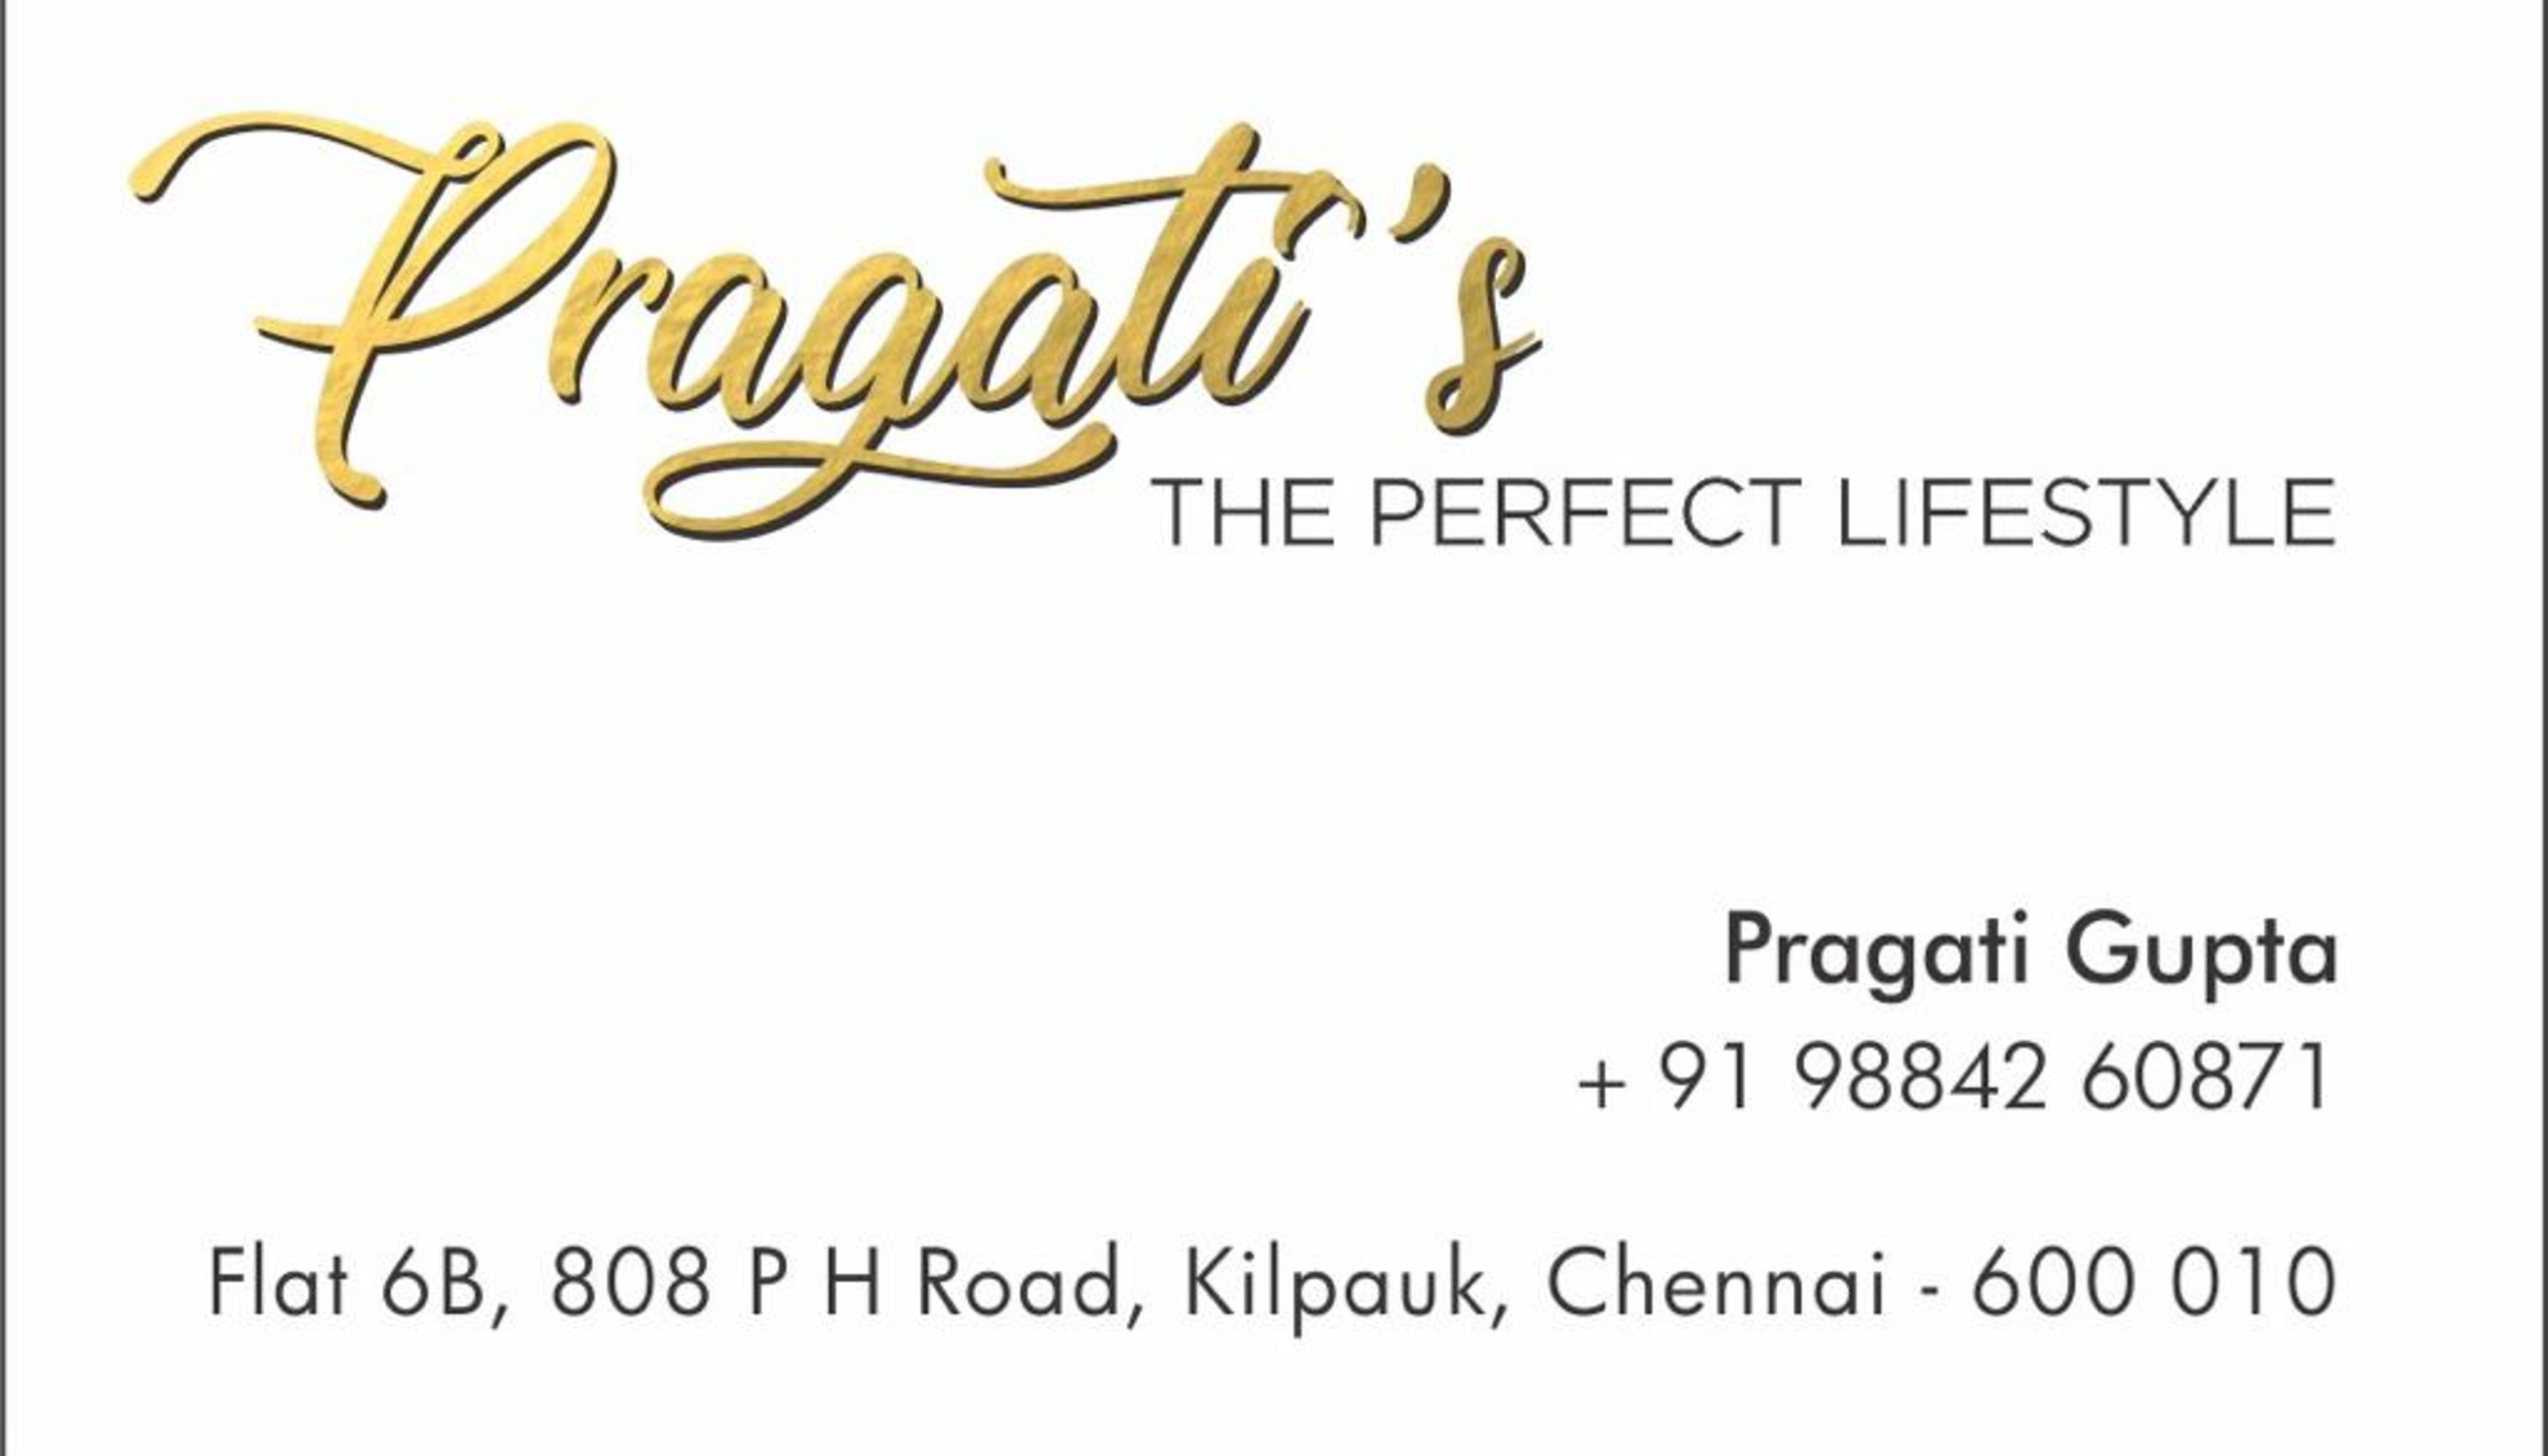 Pragati's
THE PERFECT LIFESTYLE
Pragati Gupta
+ 91 98842 60871
Flat 6B, 808 P H Road, Kilpauk, Chennai - 600 010